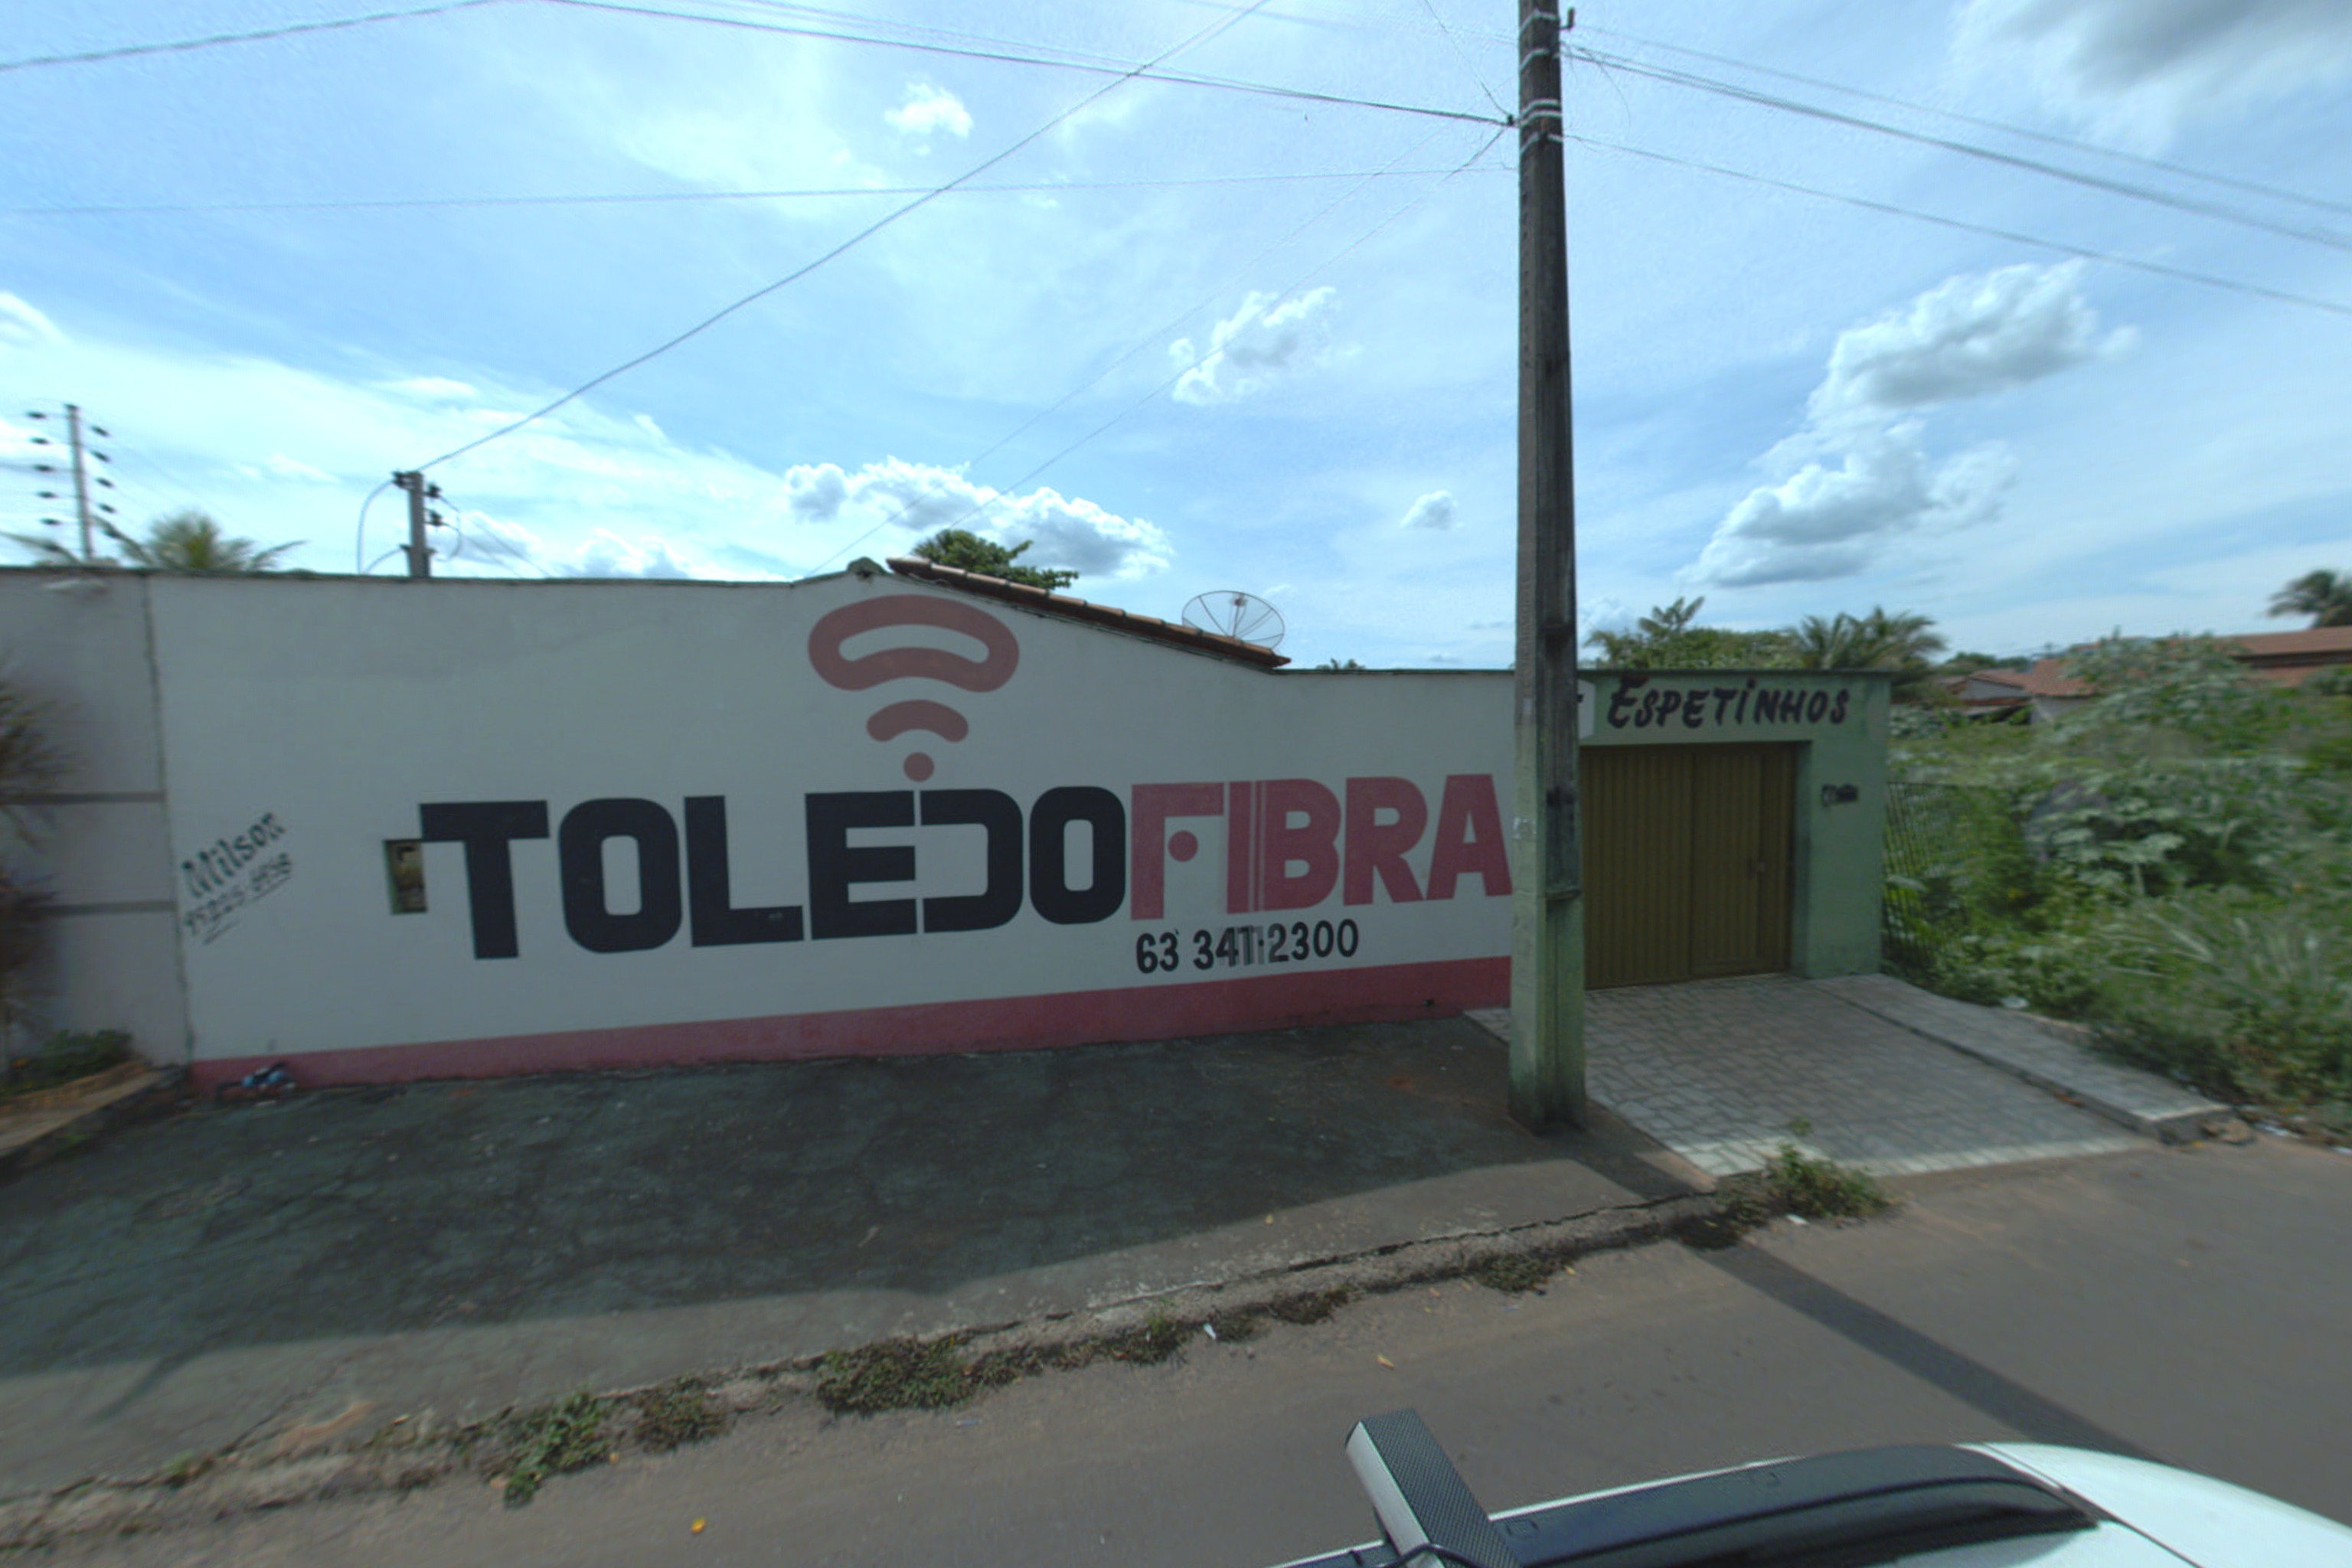 TOLEDOFIBRA
63 3411-2300
Milson
ESPETINHOS